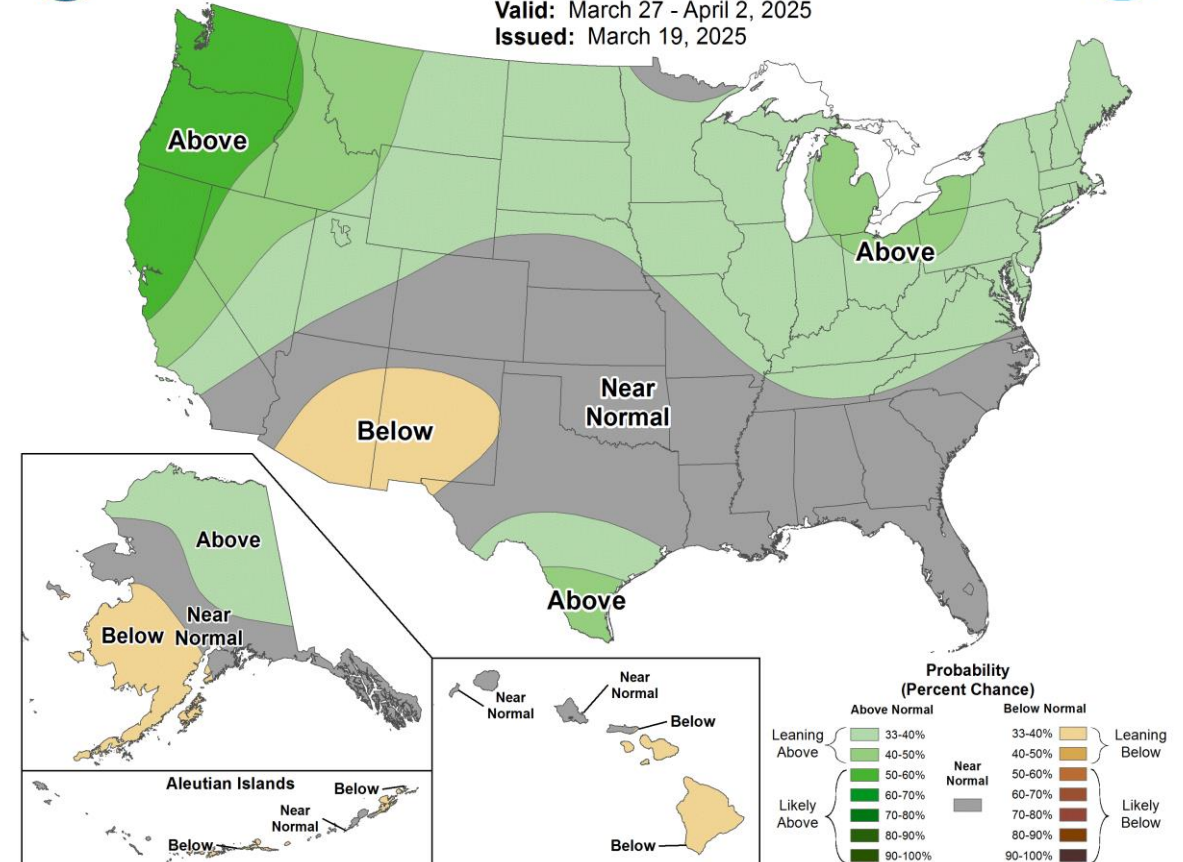 Valid: March 27 - April 2, 2025
Issued: March 19, 2025
Above
Above
Near
Normal
Below
Above
Above
Near
Normal
Below
Near
Normal
Near
Normal
Below
Below
Aleutian Islands
Below
Near
Normal
Below
Probability
(Percent Chance)
Above Normal
Below Normal
Leaning
Above
33-40%
40-50%
50-60%
60-70%
70-80%
80-90%
90-100%
Likely
Above
Near
Normal
33-40%
40-50%
50-60%
60-70%
70-80%
80-90%
90-100%
Leaning
Below
Likely
Below